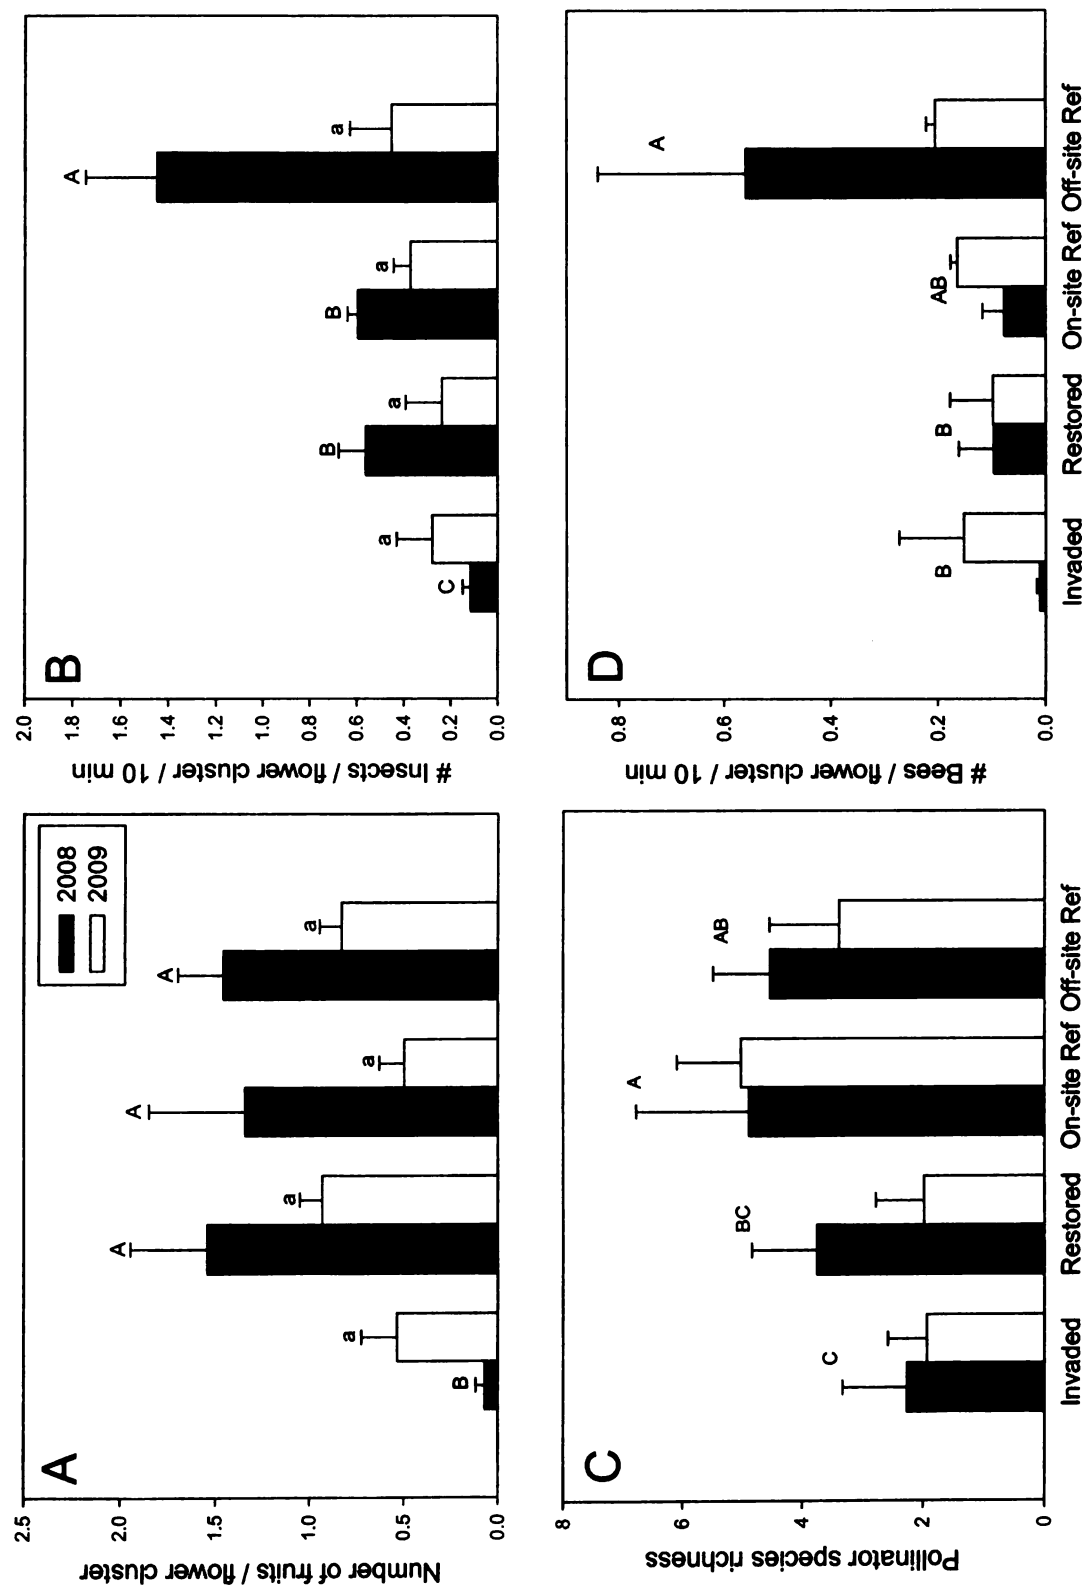 A
2008
2009
Number of fruits / flower cluster
2.5
2.0
1.5
1.0
0.5
0.0
B
a
A
a
A
a
A
a
B
# Insects / flower cluster / 10 min
2.0
1.8
1.6
1.4
1.2
1.0
0.8
0.6
0.4
0.2
0.0
C
a
B
a
B
a
A
a
C
Pollinator species richness
8
6
4
2
0
C
BC
A
AB
Invaded Restored On-site Ref Off-site Ref
D
# Bees / flower cluster / 10 min
0.8
0.6
0.4
0.2
0.0
B
B
AB
A
Invaded Restored On-site Ref Off-site Ref